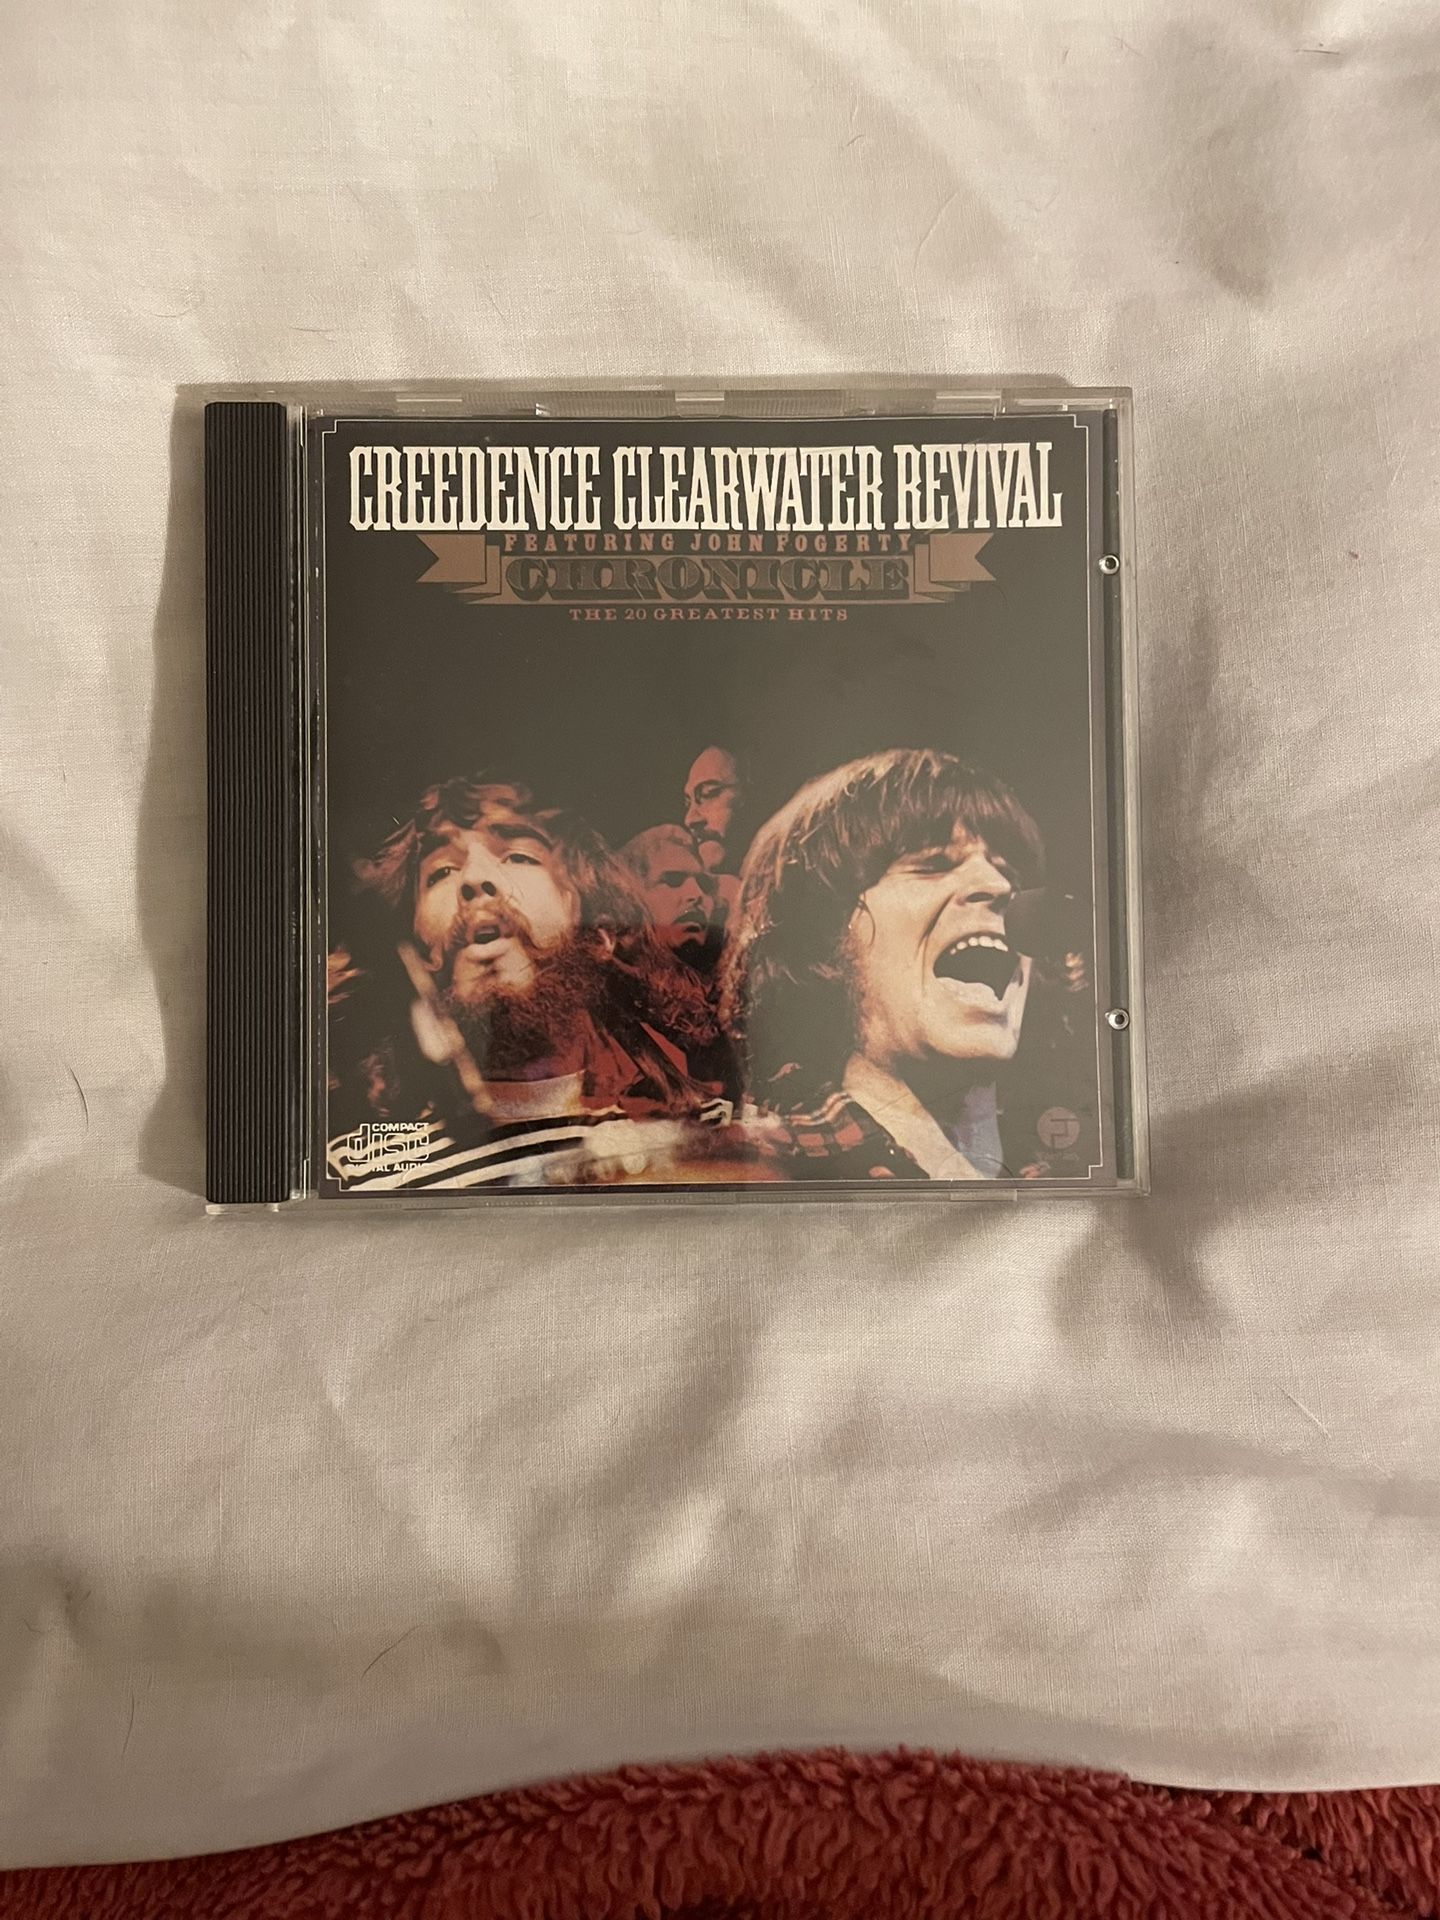 CREEDENCE CLEARWATER REVIVAL
FEATURING JOHN FOGERTY
CHRONICLE
THE 20 GREATEST HITS
COMPACT
disc
DIGITAL AUDIO